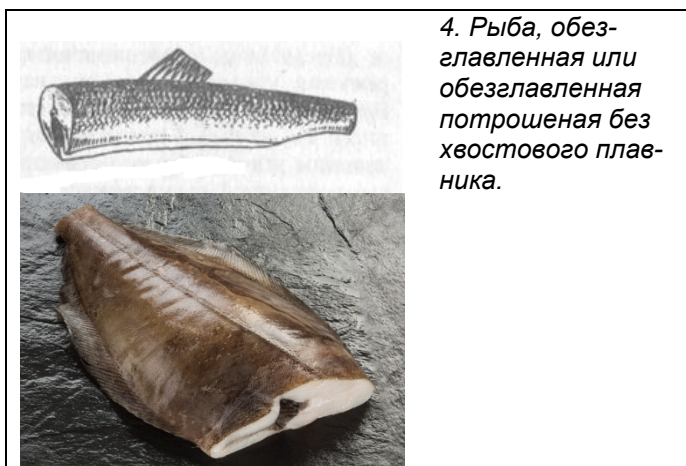 4. Рыба, обез-
главленная или
обезглавленная
потрошеная без
хвостового плав-
ника.